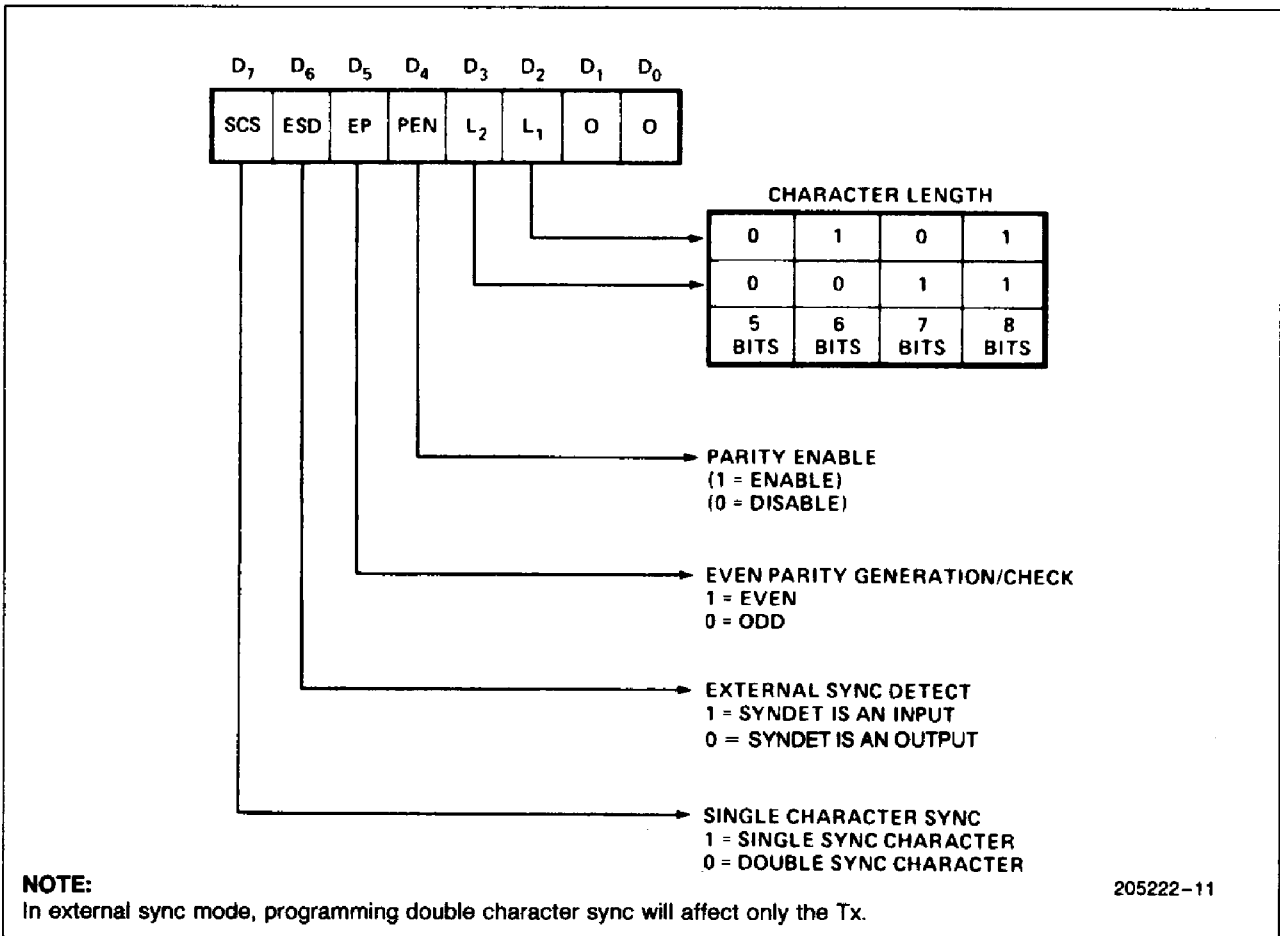 D7 D6 D5 D4 D3 D2 D1 D0
SCS ESD EP PEN L2 L1 0 0
CHARACTER LENGTH
0 1 0 1
0 0 1 1
5 BITS 6 BITS 7 BITS 8 BITS
PARITY ENABLE
(1 = ENABLE)
(0 = DISABLE)
EVEN PARITY GENERATION/CHECK
1 = EVEN
0 = ODD
EXTERNAL SYNC DETECT
1 = SYNDET IS AN INPUT
0 = SYNDET IS AN OUTPUT
SINGLE CHARACTER SYNC
1 = SINGLE SYNC CHARACTER
0 = DOUBLE SYNC CHARACTER
205222-11
NOTE:
In external sync mode, programming double character sync will affect only the Tx.